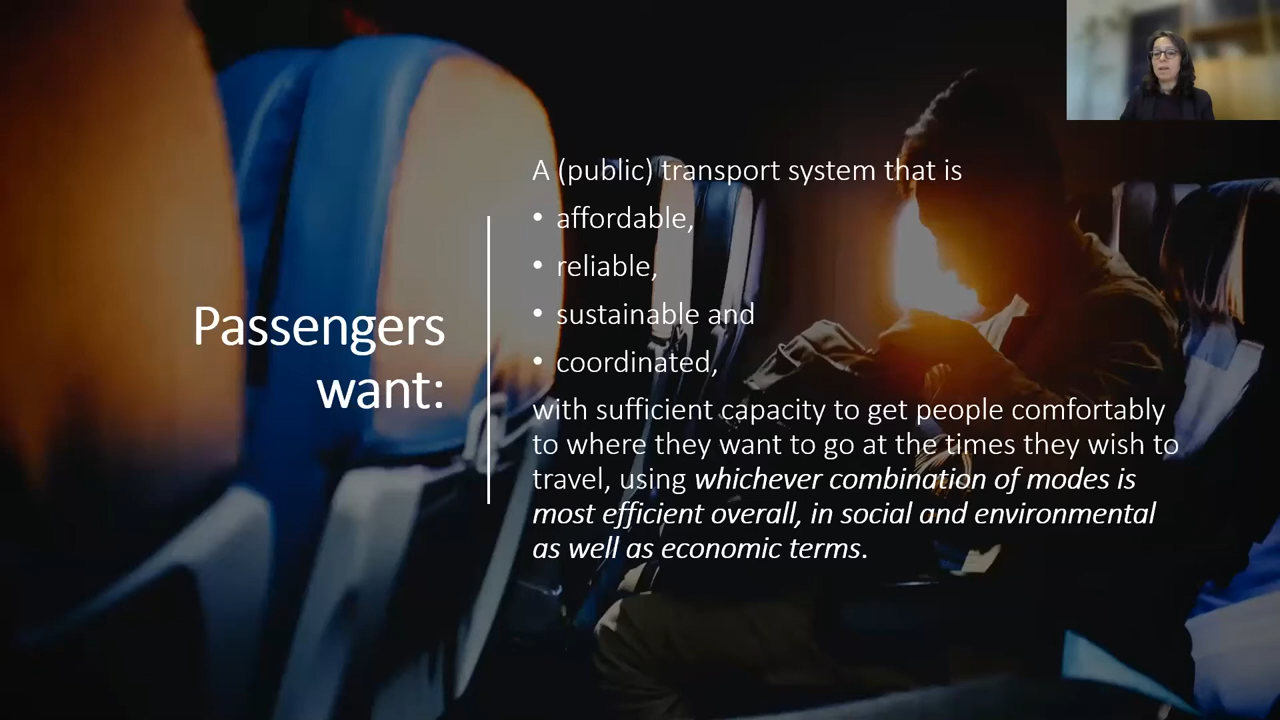 Passengers
want:
A (public) transport system that is
• affordable,
• reliable,
• sustainable and
• coordinated,
with sufficient capacity to get people comfortably
to where they want to go at the times they wish to
travel, using whichever combination of modes is
most efficient overall, in social and environmental
as well as economic terms.